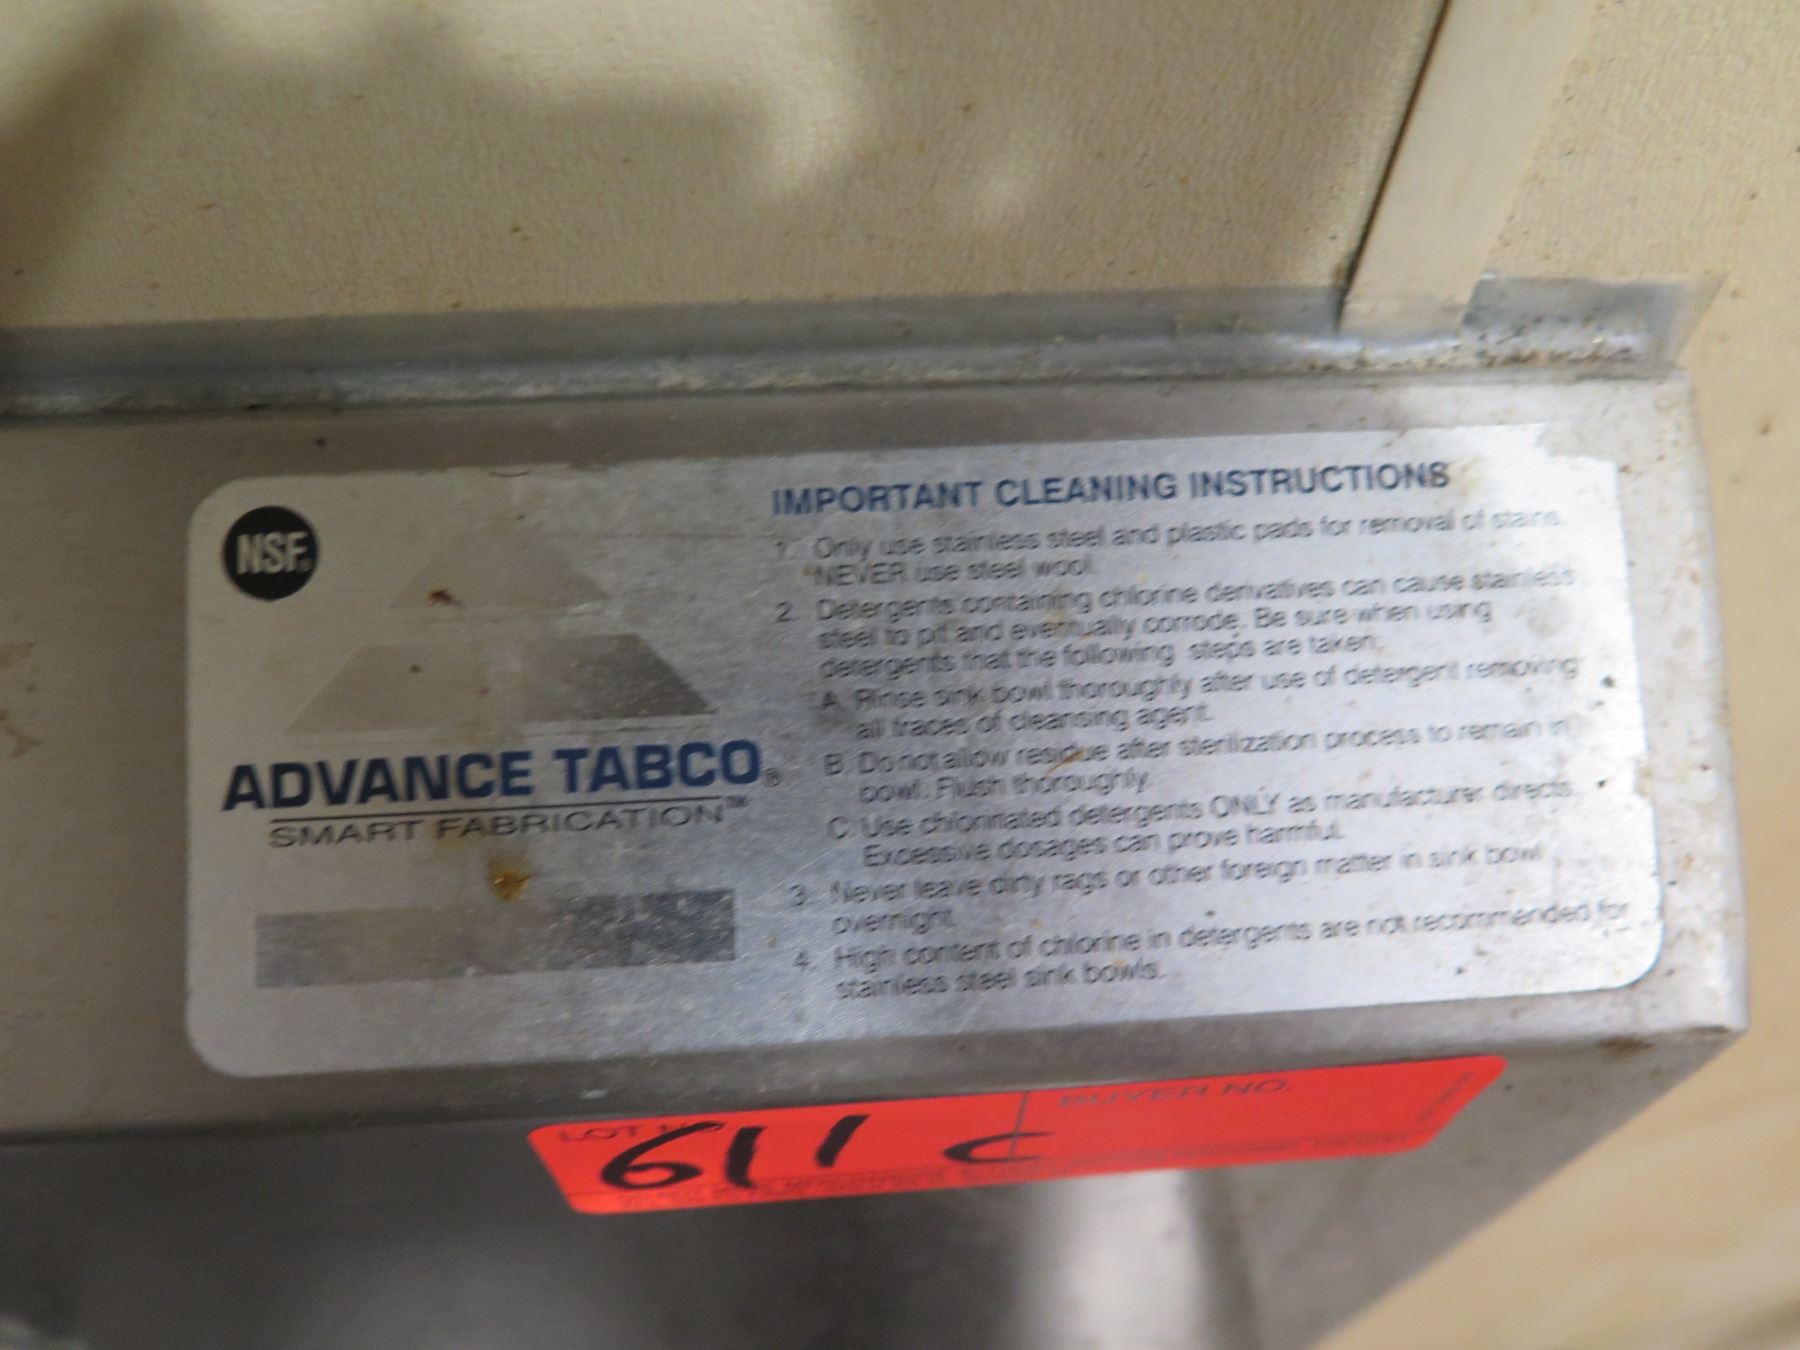 NSF®
ADVANCE TABCO®
SMART FABRICATION™
IMPORTANT CLEANING INSTRUCTIONS
1. Only use stainless steel and plastic pads for removal of stains.
*NEVER use steel wool.
2. Detergents containing chlorine derivatives can cause stainless
steel to pit and eventually corrode. Be sure when using
detergents that the following steps are taken;
A. Rinse sink bowl thoroughly after use of detergent removing
all traces of cleansing agent.
B. Do not allow residue after sterilization process to remain in
bowl. Flush thoroughly.
C. Use chlorinated detergents ONLY as manufacturer directs.
Excessive dosages can prove harmful.
3. Never leave dirty rags or other foreign matter in sink bowl
overnight.
4. High content of chlorine in detergents are not recommended for
stainless steel sink bowls.
LOT NO.
BUYER NO.
611 C